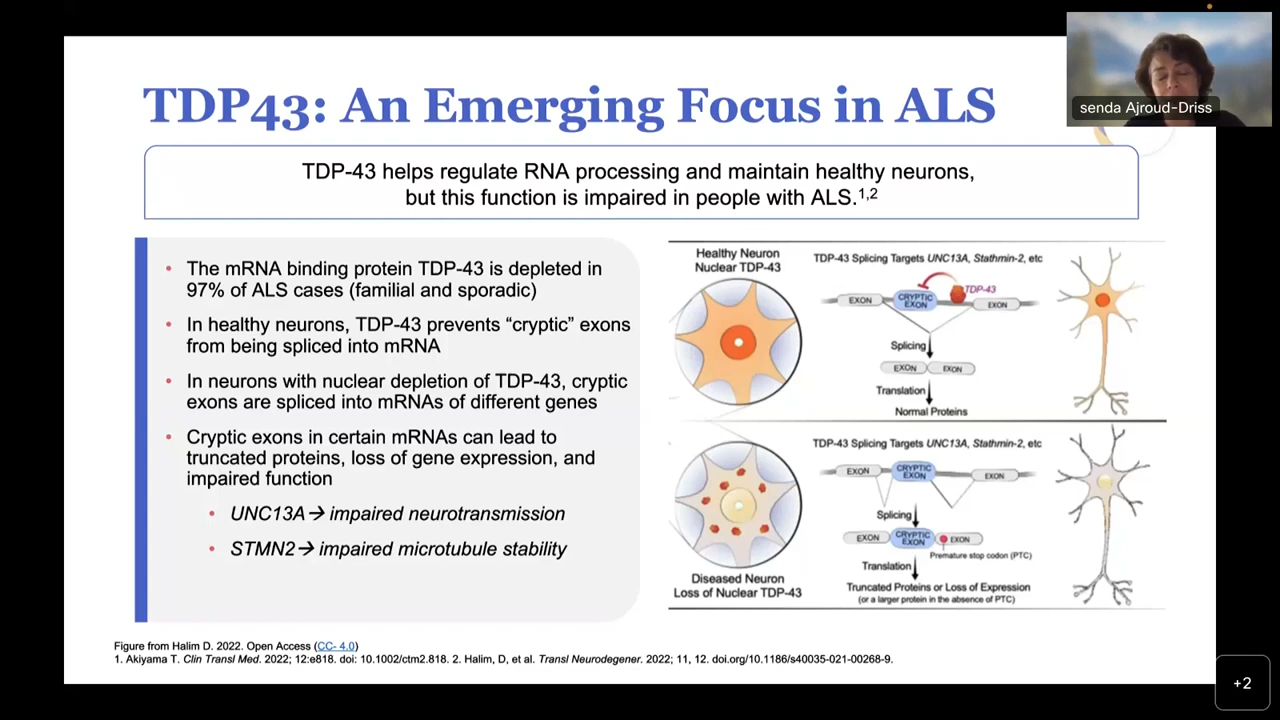 senda Ajroud-Driss
TDP43: An Emerging Focus in ALS
TDP-43 helps regulate RNA processing and maintain healthy neurons,
but this function is impaired in people with ALS.1,2
• The mRNA binding protein TDP-43 is depleted in
97% of ALS cases (familial and sporadic)
• In healthy neurons, TDP-43 prevents “cryptic” exons
from being spliced into mRNA
• In neurons with nuclear depletion of TDP-43, cryptic
exons are spliced into mRNAs of different genes
• Cryptic exons in certain mRNAs can lead to
truncated proteins, loss of gene expression, and
impaired function
• UNC13A→ impaired neurotransmission
• STMN2→ impaired microtubule stability
Healthy Neuron
Nuclear TDP-43
TDP-43 Splicing Targets UNC13A, Stathmin-2, etc
TDP-43
EXON
CRYPTIC
EXON
EXON
Splicing
EXON
EXON
Translation
Normal Proteins
TDP-43 Splicing Targets UNC13A, Stathmin-2, etc
EXON
CRYPTIC
EXON
EXON
Splicing
EXON
CRYPTIC
EXON
EXON
Premature stop codon (PTC)
Translation
Truncated Proteins or Loss of Expression
(or a larger protein in the absence of PTC)
Diseased Neuron
Loss of Nuclear TDP-43
Figure from Halim D. 2022. Open Access (CC- 4.0)
1. Akiyama T. Clin Transl Med. 2022; 12:e818. doi: 10.1002/ctm2.818. 2. Halim, D, et al. Transl Neurodegener. 2022; 11, 12. doi.org/10.1186/s40035-021-00268-9.
+2